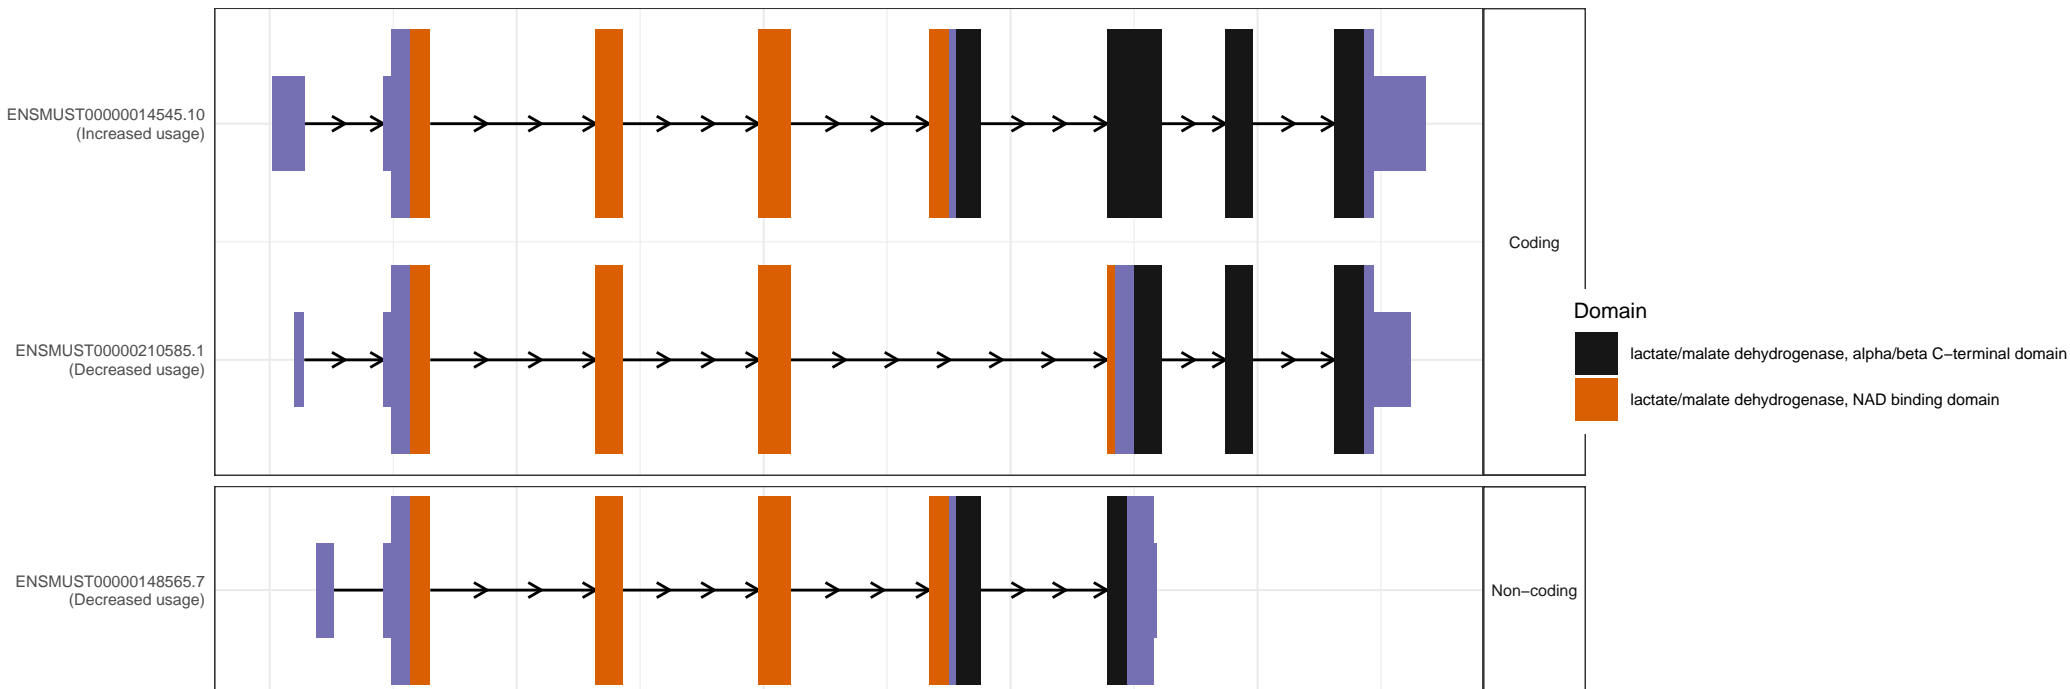 ENSMUST00000014545.10
(Increased usage)
Coding
Domain
lactate/malate dehydrogenase, alpha/beta C−terminal domain
ENSMUST00000210585.1
(Decreased usage)
lactate/malate dehydrogenase, NAD binding domain
ENSMUST00000148565.7
(Decreased usage)
Non−coding